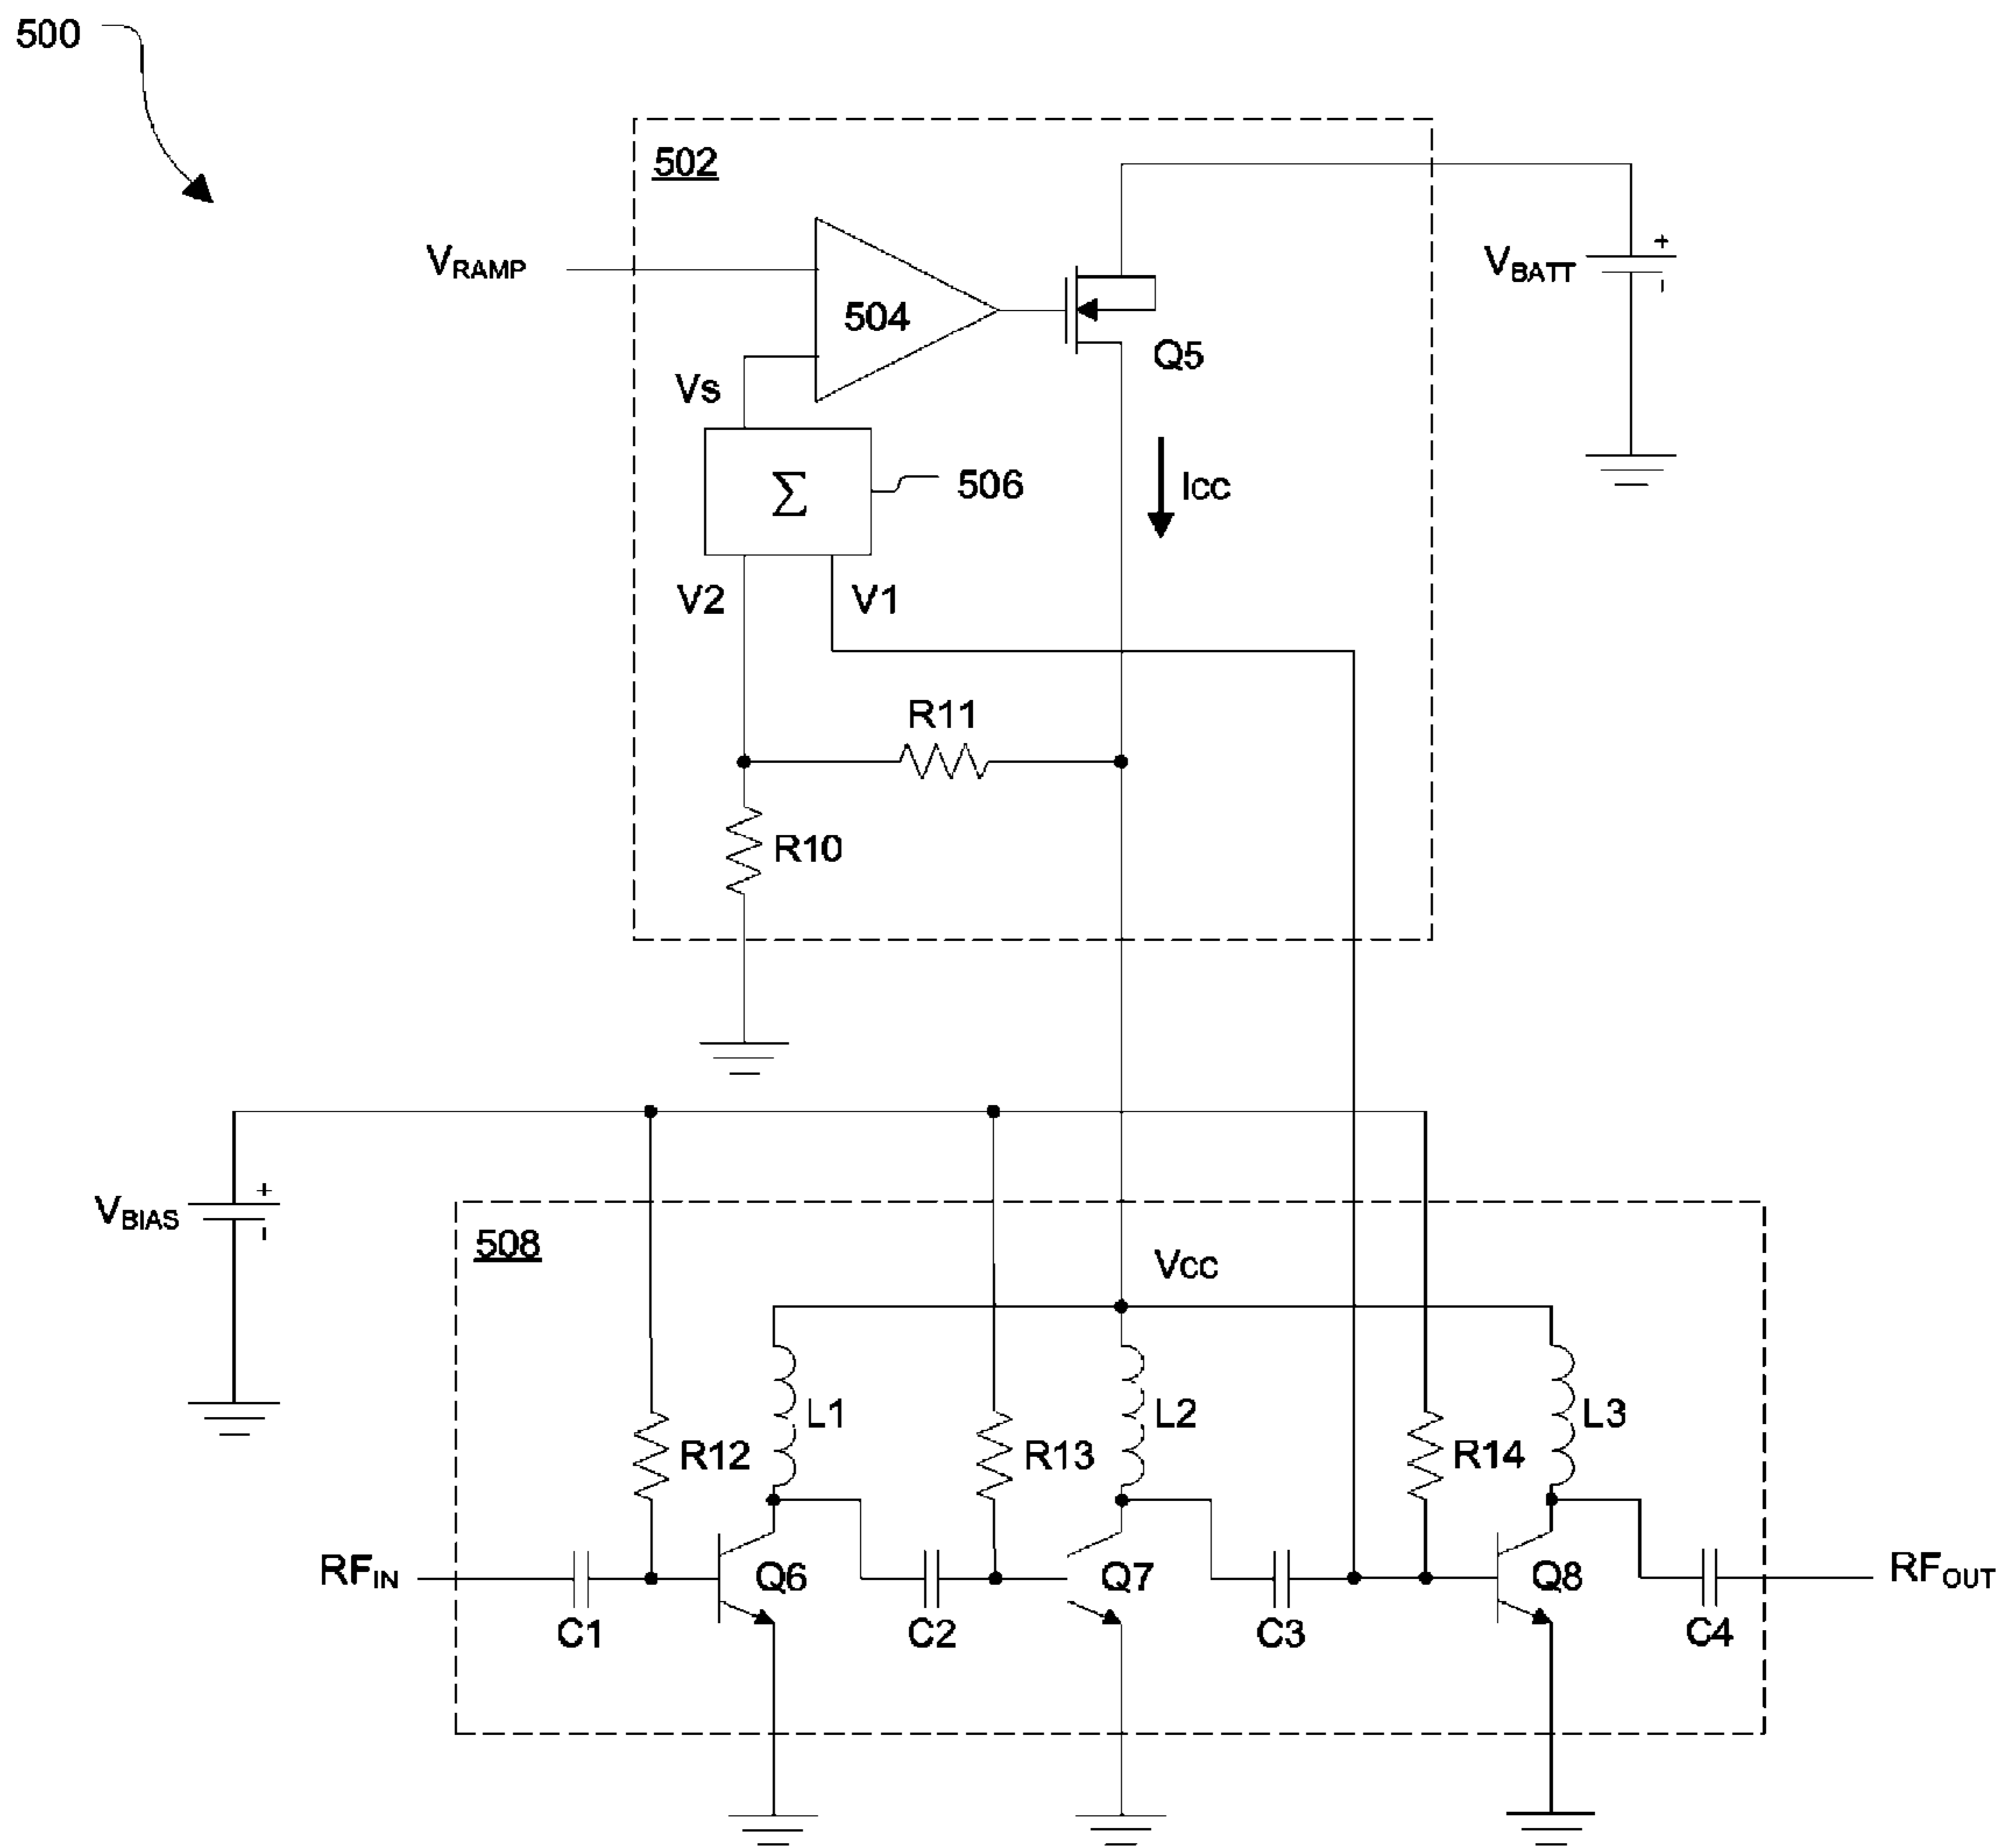 500
502
VRAMP
504
VBATT
+
-
Q5
Vs
Σ
506
ICC
V2
V1
R11
R10
VBIAS
+
-
508
VCC
L1
L2
L3
R12
R13
R14
RFIN
Q6
Q7
Q8
RFOUT
C1
C2
C3
C4